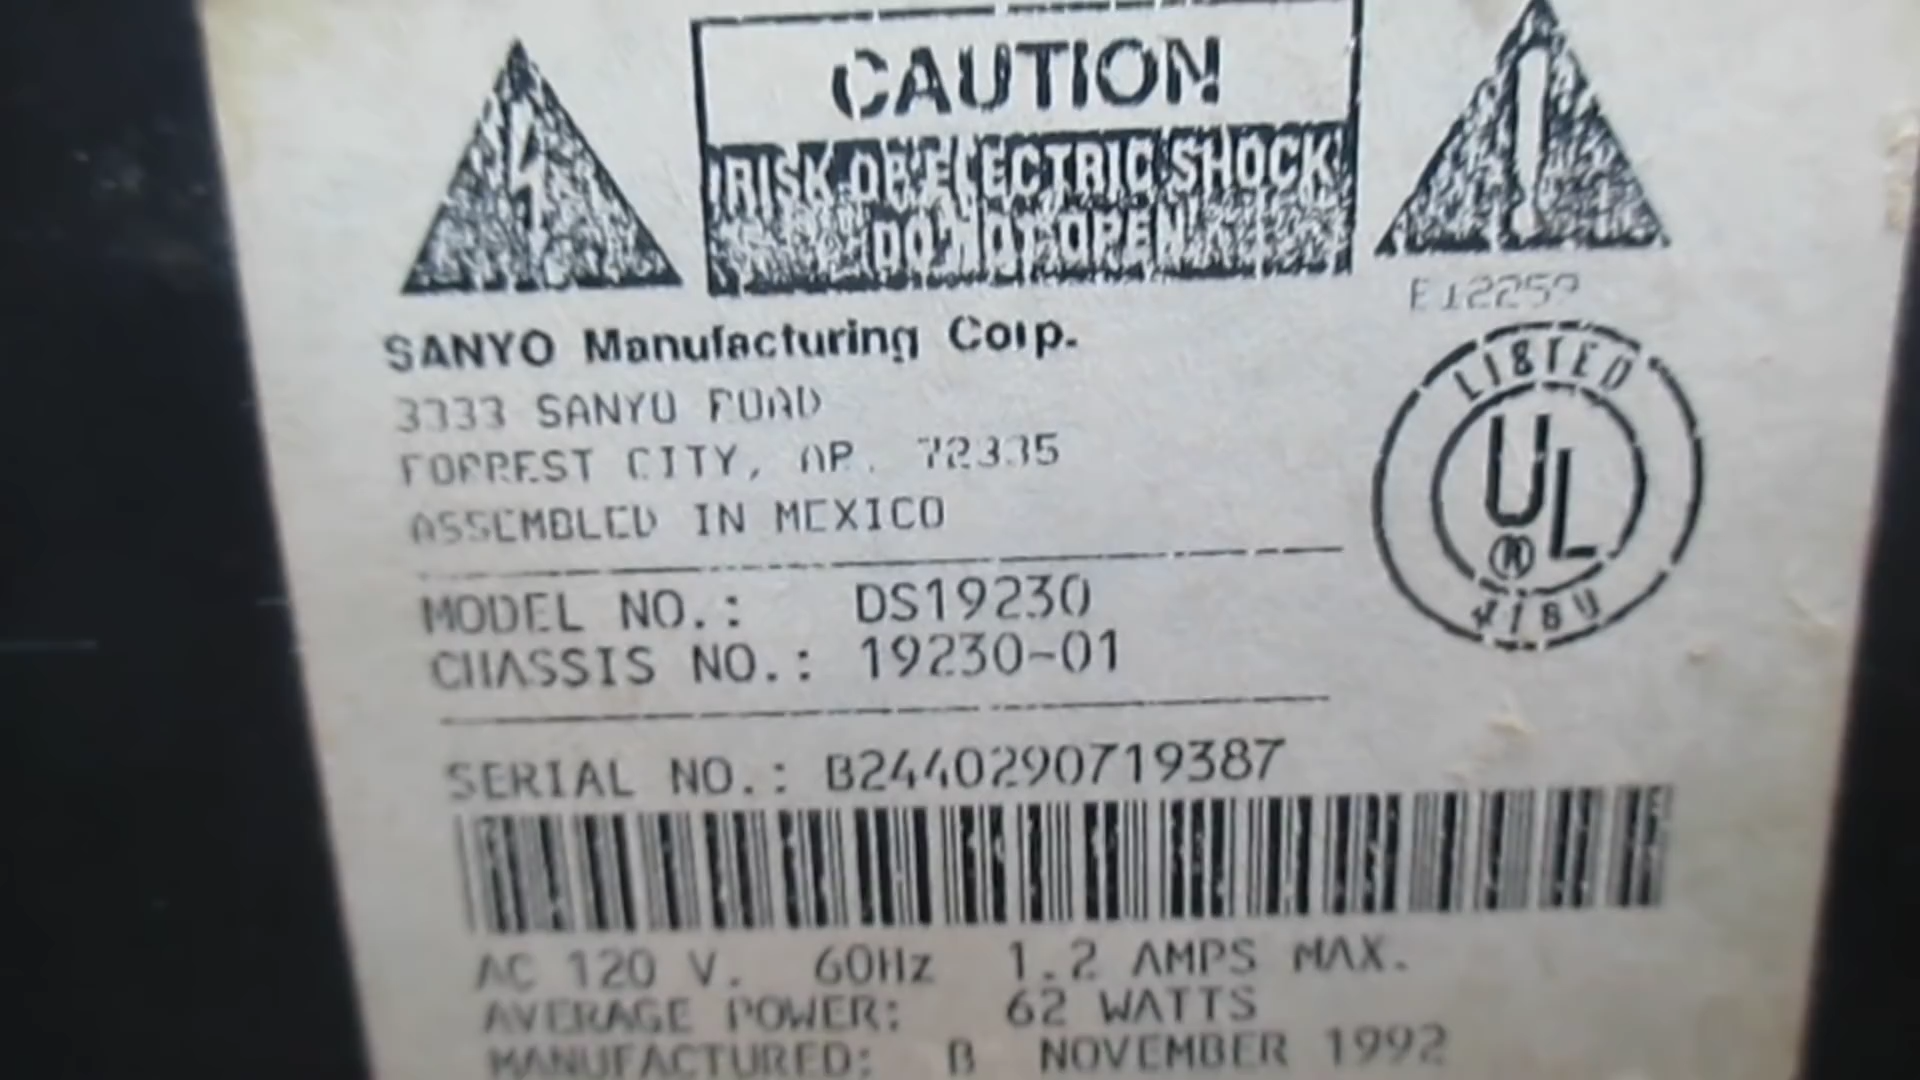 CAUTION
RISK OF ELECTRIC SHOCK
DO NOT OPEN
E12259
SANYO Manufacturing Corp.
3333 SANYO ROAD
FORREST CITY, AR. 72335
ASSEMBLED IN MEXICO
LISTED
UL
®
MODEL NO.: DS19230
CHASSIS NO.: 19230-01
SERIAL NO.: B2440290719387
AC 120 V. 60Hz 1.2 AMPS MAX.
AVERAGE POWER: 62 WATTS
MANUFACTURED: B NOVEMBER 1992